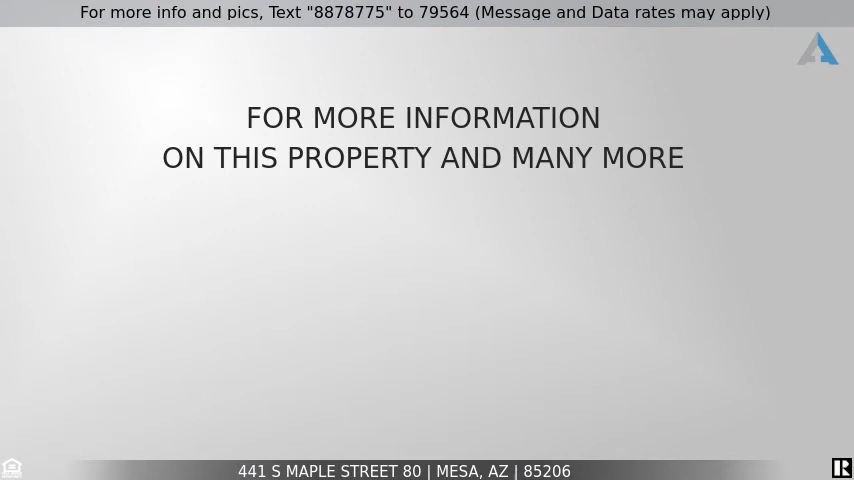 For more info and pics, Text "8878775" to 79564 (Message and Data rates may apply)
FOR MORE INFORMATION
ON THIS PROPERTY AND MANY MORE
441 S MAPLE STREET 80 | MESA, AZ | 85206